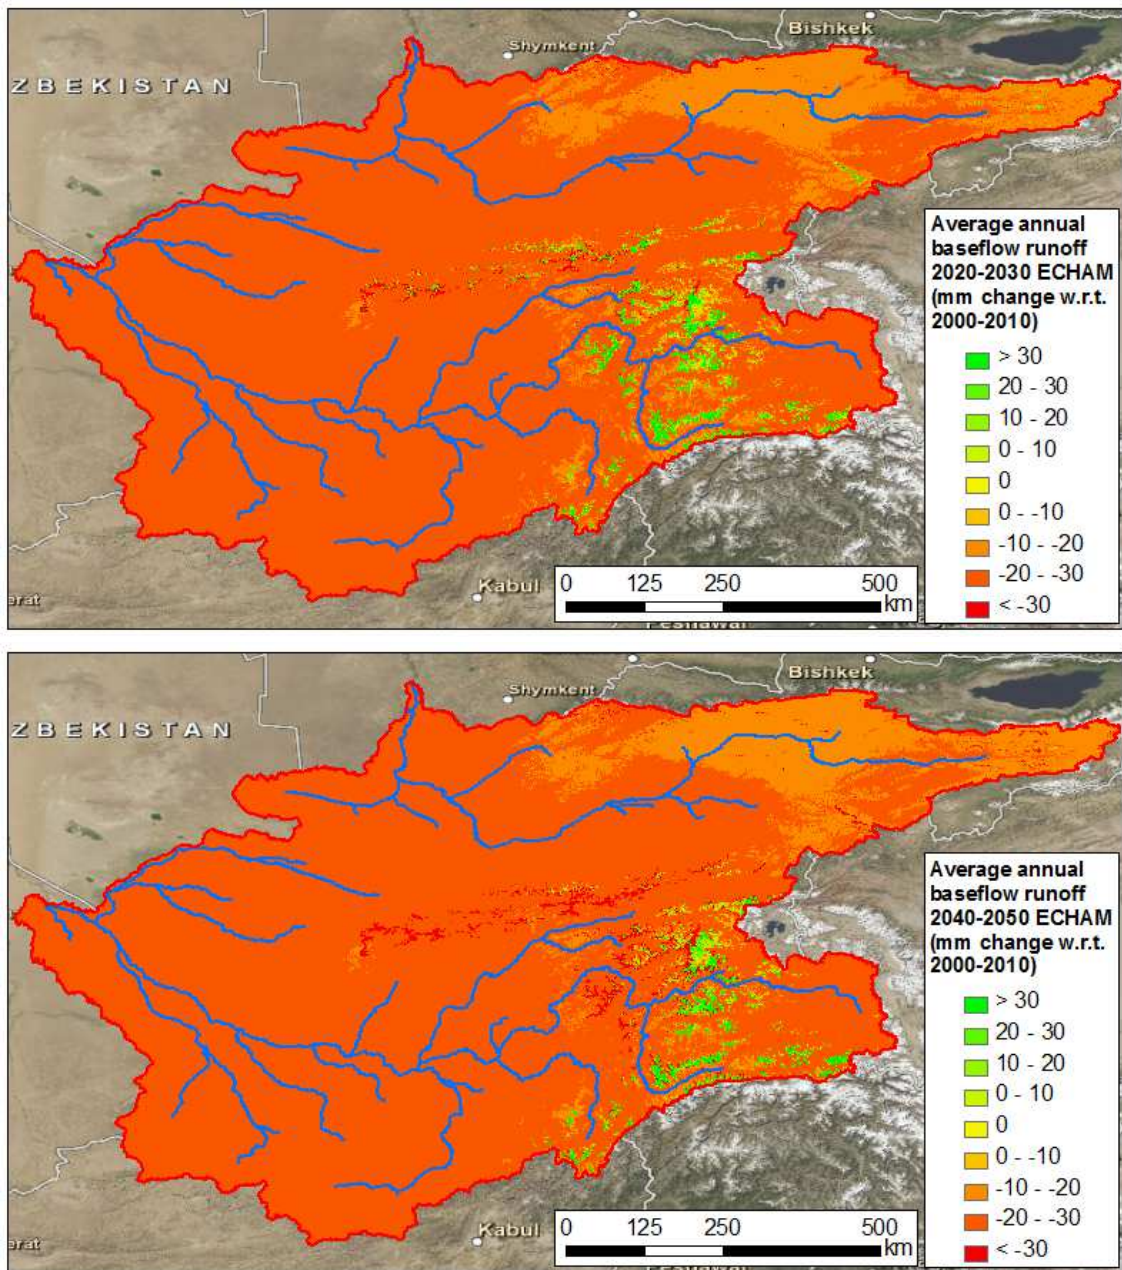 Bishkek
Shymkent
ZBEKISTAN
Average annual
baseflow runoff
2020-2030 ECHAM
(mm change w.r.t.
2000-2010)
> 30
20 - 30
10 - 20
0 - 10
0
0 - -10
-10 - -20
-20 - -30
< -30
Kabul
erat
0 125 250 500
km
Bishkek
Shymkent
ZBEKISTAN
Average annual
baseflow runoff
2040-2050 ECHAM
(mm change w.r.t.
2000-2010)
> 30
20 - 30
10 - 20
0 - 10
0
0 - -10
-10 - -20
-20 - -30
< -30
Kabul
erat
0 125 250 500
km